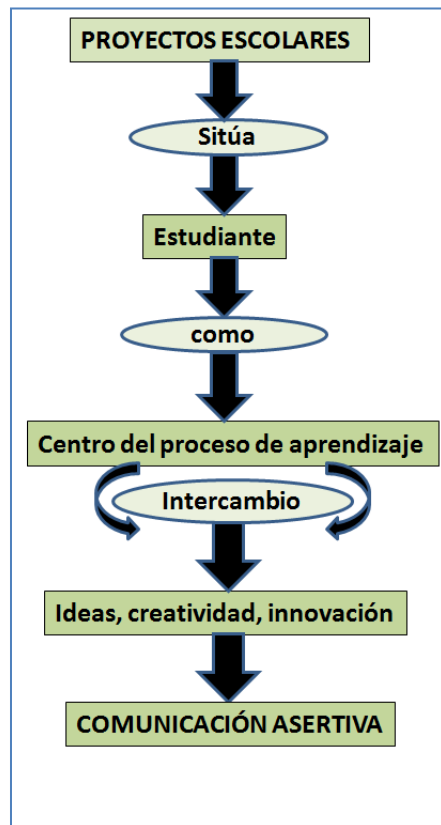 PROYECTOS ESCOLARES
Sitúa
Estudiante
como
Centro del proceso de aprendizaje
Intercambio
Ideas, creatividad, innovación
COMUNICACIÓN ASERTIVA